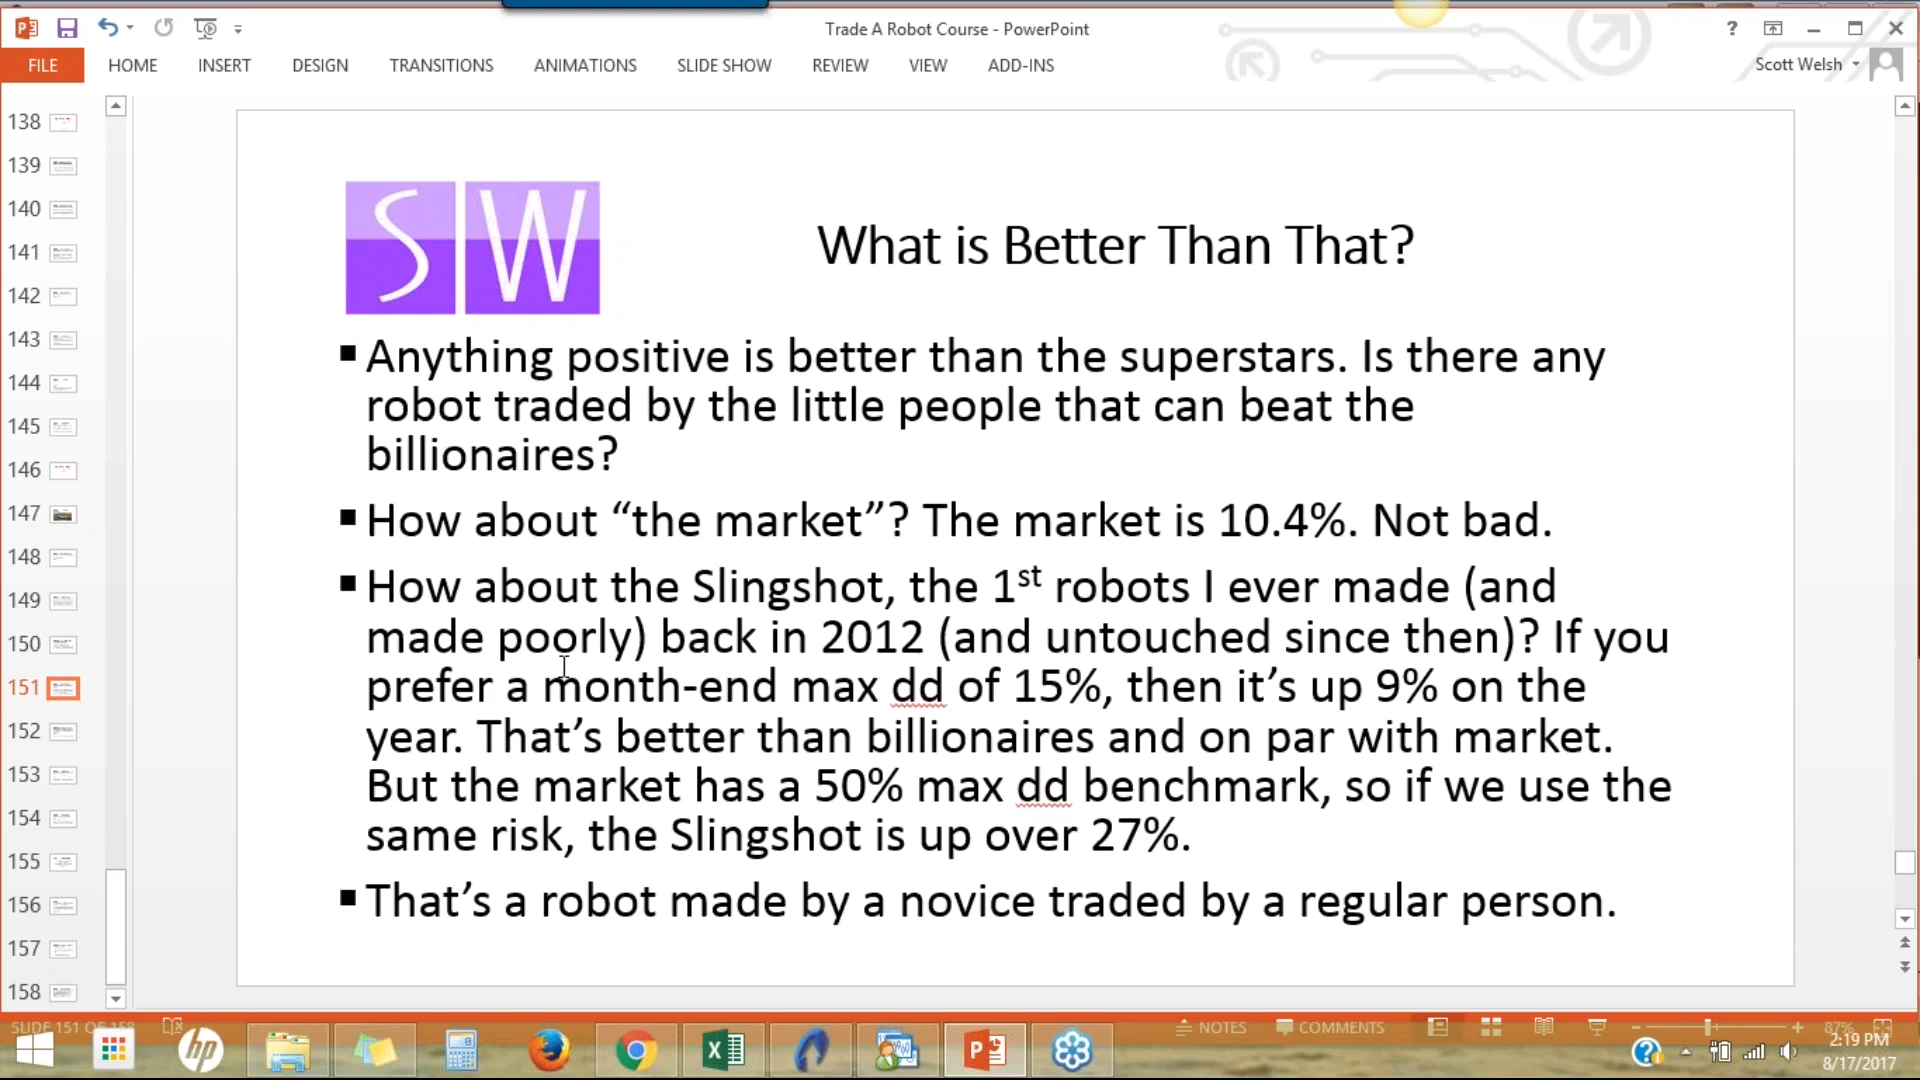 Trade A Robot Course - PowerPoint
?
FILE HOME INSERT DESIGN TRANSITIONS ANIMATIONS SLIDE SHOW REVIEW VIEW ADD-INS
Scott Welsh
138
139
140
141
142
143
144
145
146
147
148
149
150
151
152
153
154
155
156
157
158
SW
What is Better Than That?
Anything positive is better than the superstars. Is there any
robot traded by the little people that can beat the
billionaires?
How about “the market”? The market is 10.4%. Not bad.
How about the Slingshot, the 1st robots I ever made (and
made poorly) back in 2012 (and untouched since then)? If you
prefer a month-end max dd of 15%, then it’s up 9% on the
year. That’s better than billionaires and on par with market.
But the market has a 50% max dd benchmark, so if we use the
same risk, the Slingshot is up over 27%.
That’s a robot made by a novice traded by a regular person.
SLIDE 151 OF 158
NOTES COMMENTS
87%
hp
2:19 PM
8/17/2017